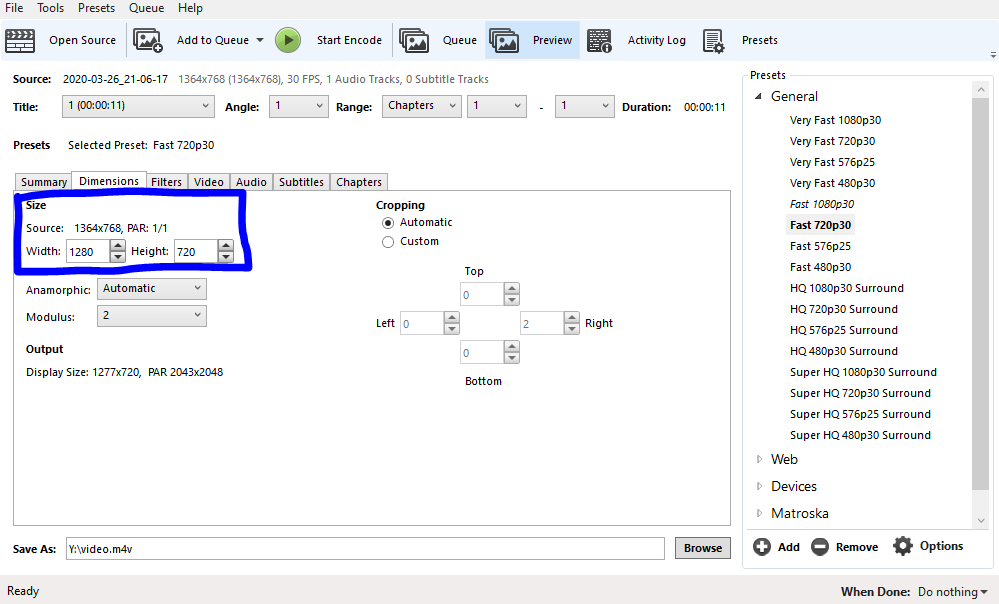 File Tools Presets Queue Help
Open Source Add to Queue Start Encode Queue Preview Activity Log Presets
Source: 2020-03-26_21-06-17 1364x768 (1364x768), 30 FPS, 1 Audio Tracks, 0 Subtitle Tracks
Title: 1 (00:00:11) Angle: 1 Range: Chapters 1 - 1 Duration: 00:00:11
Presets Selected Preset: Fast 720p30
Summary Dimensions Filters Video Audio Subtitles Chapters
Size
Source: 1364x768, PAR: 1/1
Width: 1280 Height: 720
Anamorphic: Automatic
Modulus: 2
Output
Display Size: 1277x720, PAR 2043x2048
Cropping
Automatic
Custom
Top
0
Left 0 2 Right
0
Bottom
Save As: Y:\video.m4v Browse
Presets
General
Very Fast 1080p30
Very Fast 720p30
Very Fast 576p25
Very Fast 480p30
Fast 1080p30
Fast 720p30
Fast 576p25
Fast 480p30
HQ 1080p30 Surround
HQ 720p30 Surround
HQ 576p25 Surround
HQ 480p30 Surround
Super HQ 1080p30 Surround
Super HQ 720p30 Surround
Super HQ 576p25 Surround
Super HQ 480p30 Surround
Web
Devices
Matroska
Add Remove Options
Ready When Done: Do nothing